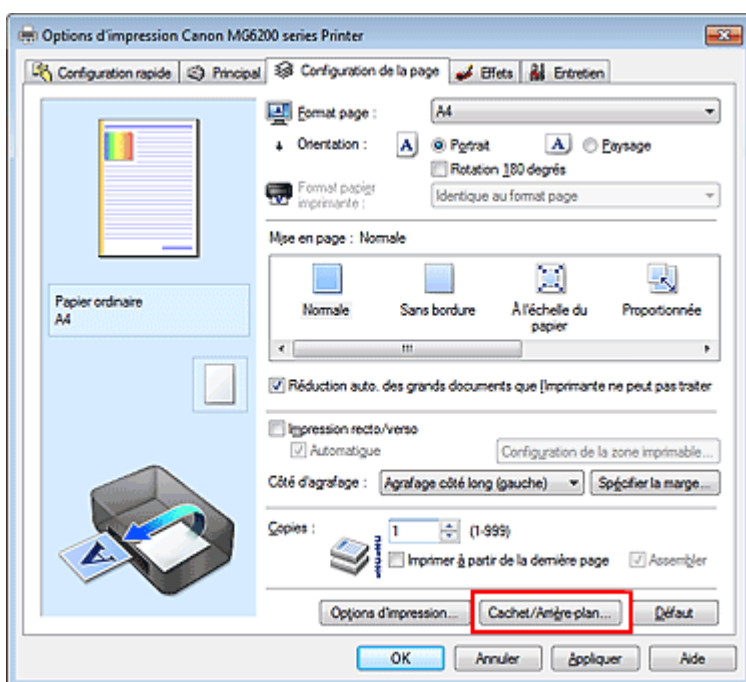 Options d'impression Canon MG6200 series Printer
Configuration rapide Principal Configuration de la page Effets Entretien
Format page : A4
Orientation : A Portrait A Paysage
Rotation 180 degrés
Format papier imprimante : Identique au format page
Mise en page : Normale
Normale Sans bordure À l'échelle du papier Proportionnée
Papier ordinaire
A4
Réduction auto. des grands documents que l'imprimante ne peut pas traiter
Impression recto/verso
Automatique Configuration de la zone imprimable...
Côté d'agrafage : Agrafage côté long (gauche) Spécifier la marge...
Copies : 1 (1-999)
Imprimer à partir de la dernière page Assembler
Options d'impression... Cachet/Arrière-plan... Défaut
OK Annuler Appliquer Aide